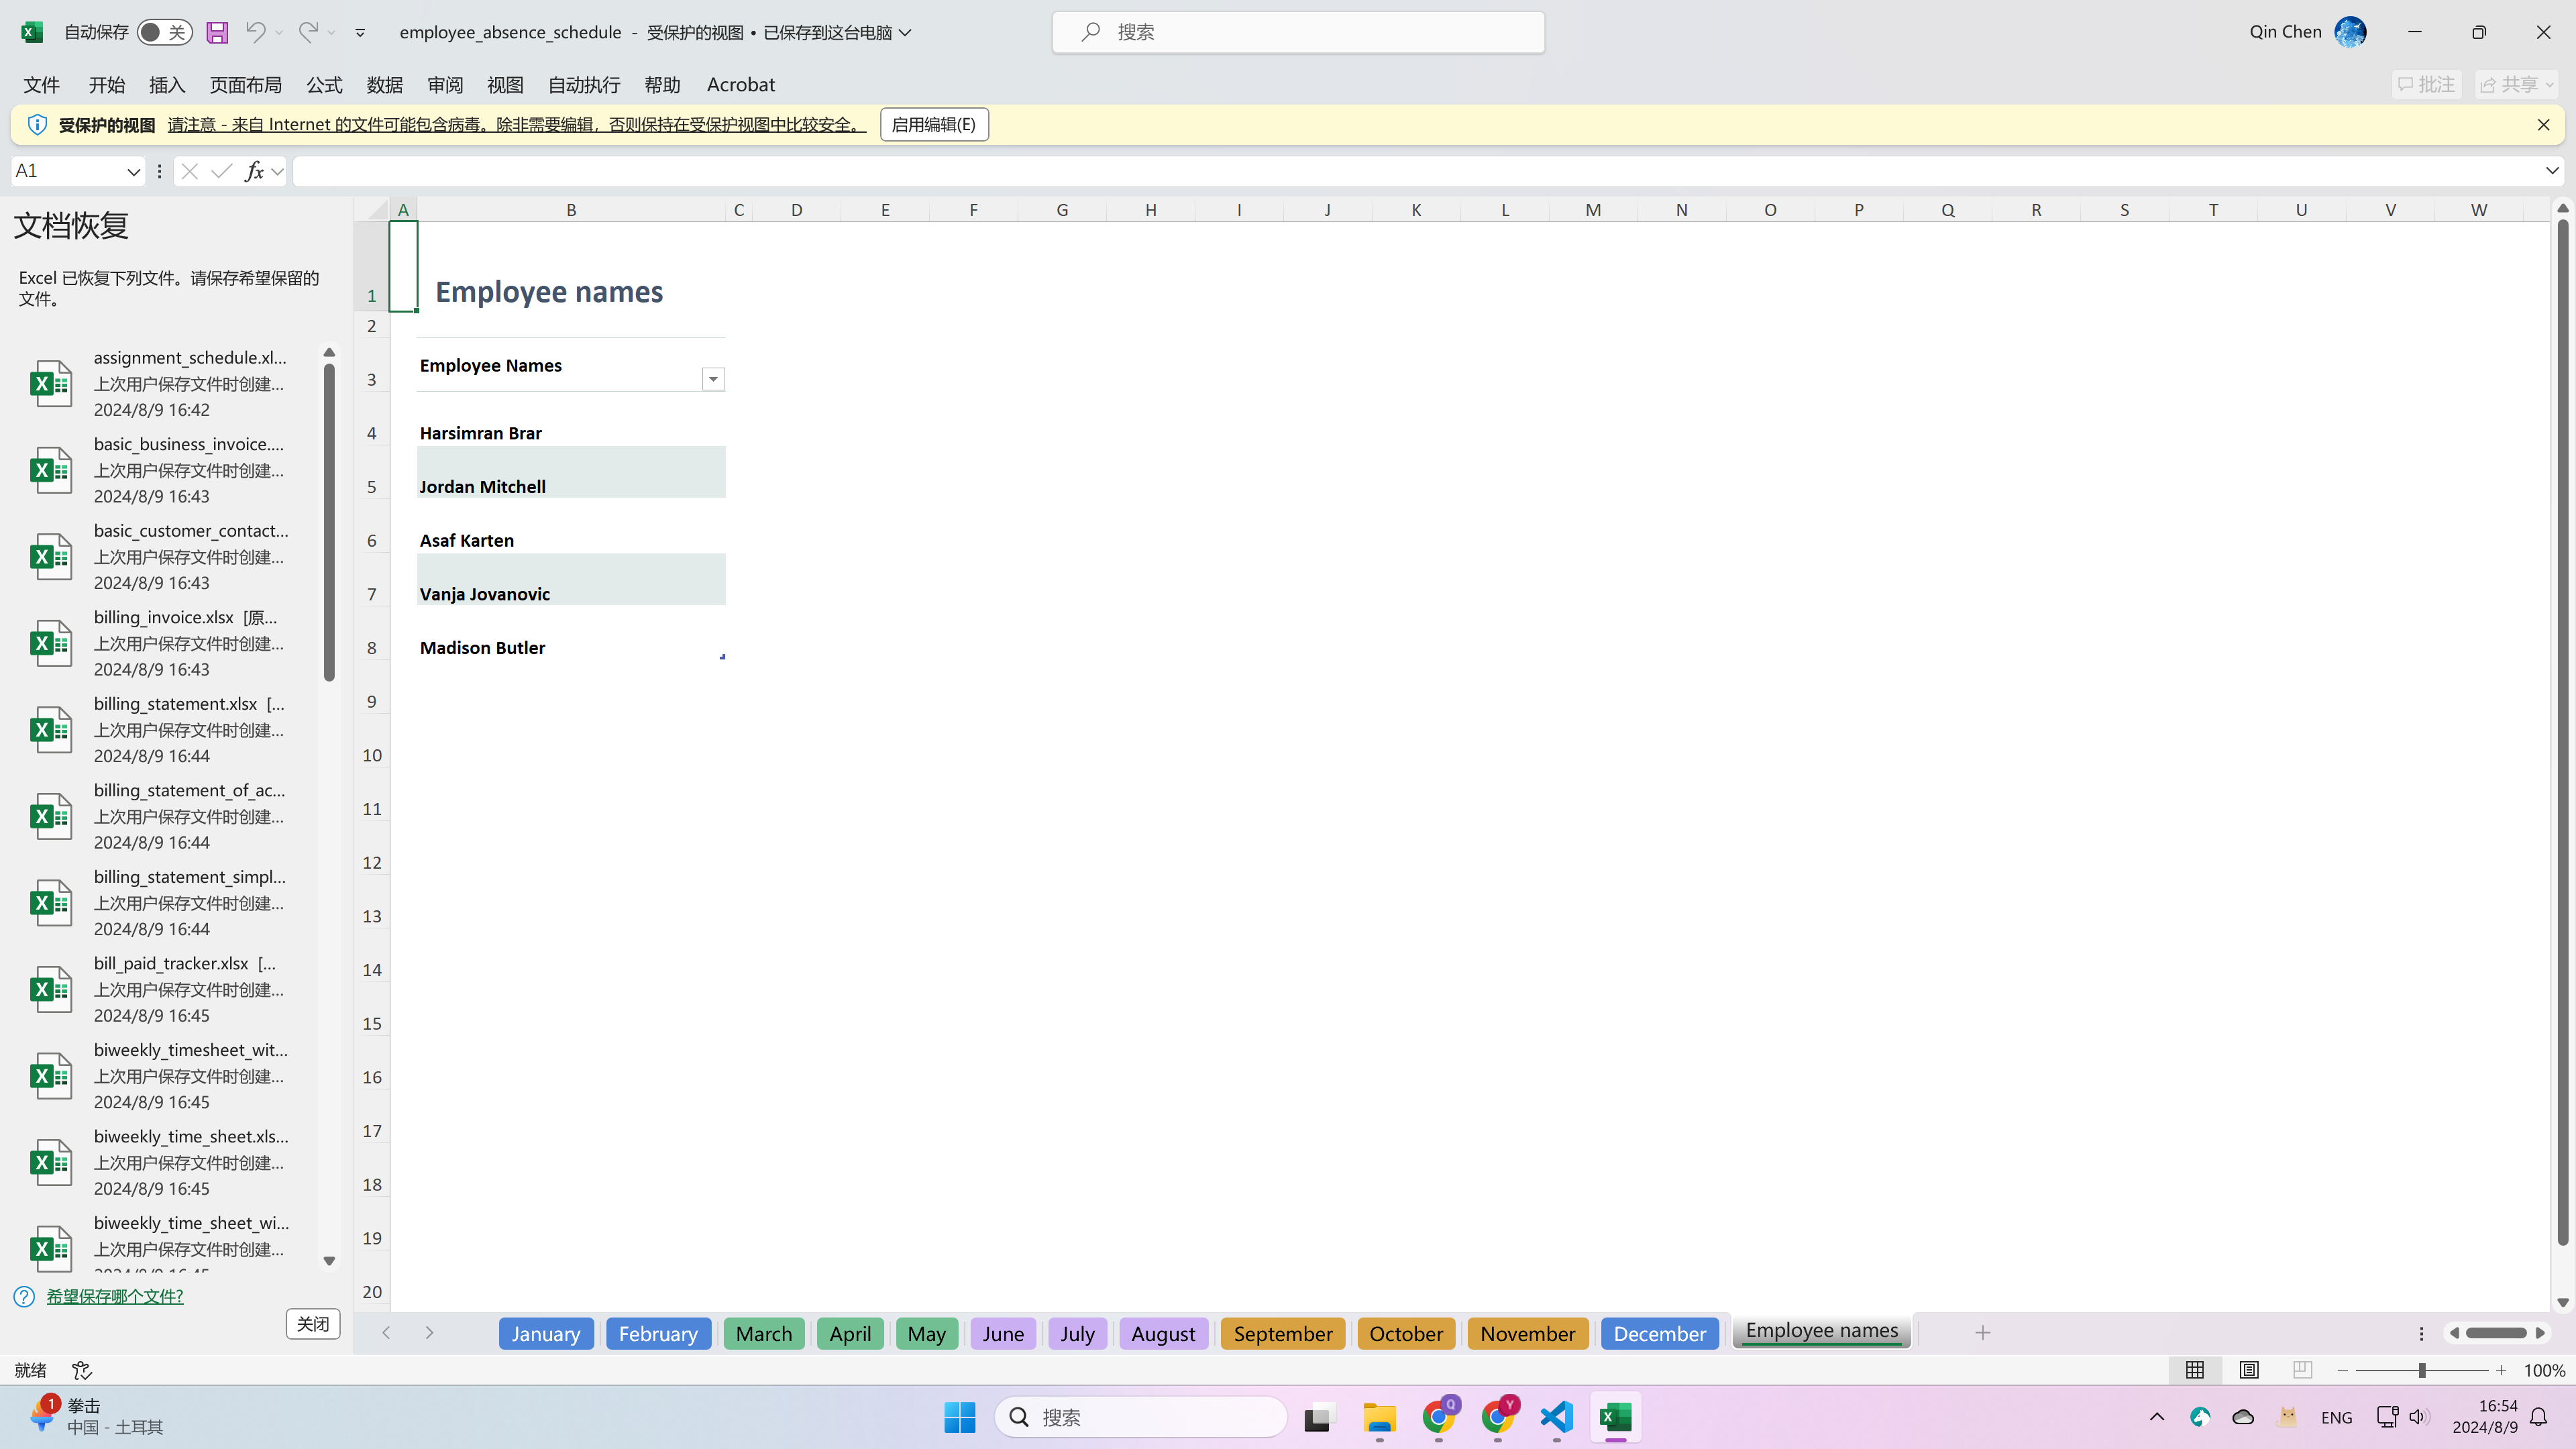 自动保存 关 employee_absence_schedule - 受保护的视图 • 已保存到这台电脑 搜索 Qin Chen
文件 开始 插入 页面布局 公式 数据 审阅 视图 自动执行 帮助 Acrobat 批注 共享
受保护的视图 请注意 - 来自 Internet 的文件可能包含病毒。除非需要编辑，否则保持在受保护视图中比较安全。 启用编辑(E)
A1 fx
文档恢复
Excel 已恢复下列文件。请保存希望保留的
文件。
assignment_schedule.xl...
上次用户保存文件时创建...
2024/8/9 16:42
basic_business_invoice....
上次用户保存文件时创建...
2024/8/9 16:43
basic_customer_contact...
上次用户保存文件时创建...
2024/8/9 16:43
billing_invoice.xlsx [原...
上次用户保存文件时创建...
2024/8/9 16:43
billing_statement.xlsx [...
上次用户保存文件时创建...
2024/8/9 16:44
billing_statement_of_ac...
上次用户保存文件时创建...
2024/8/9 16:44
billing_statement_simpl...
上次用户保存文件时创建...
2024/8/9 16:44
bill_paid_tracker.xlsx [...
上次用户保存文件时创建...
2024/8/9 16:45
biweekly_timesheet_wit...
上次用户保存文件时创建...
2024/8/9 16:45
biweekly_time_sheet.xls...
上次用户保存文件时创建...
2024/8/9 16:45
biweekly_time_sheet_wi...
上次用户保存文件时创建...
2024/8/9 16:45
希望保存哪个文件?
关闭
A B C D E F G H I J K L M N O P Q R S T U V W
1 Employee names
2
3 Employee Names
4 Harsimran Brar
5 Jordan Mitchell
6 Asaf Karten
7 Vanja Jovanovic
8 Madison Butler
9
10
11
12
13
14
15
16
17
18
19
20
January February March April May June July August September October November December Employee names
就绪 100%
1 拳击
中国 - 土耳其
搜索 Q Y ENG
16:54
2024/8/9